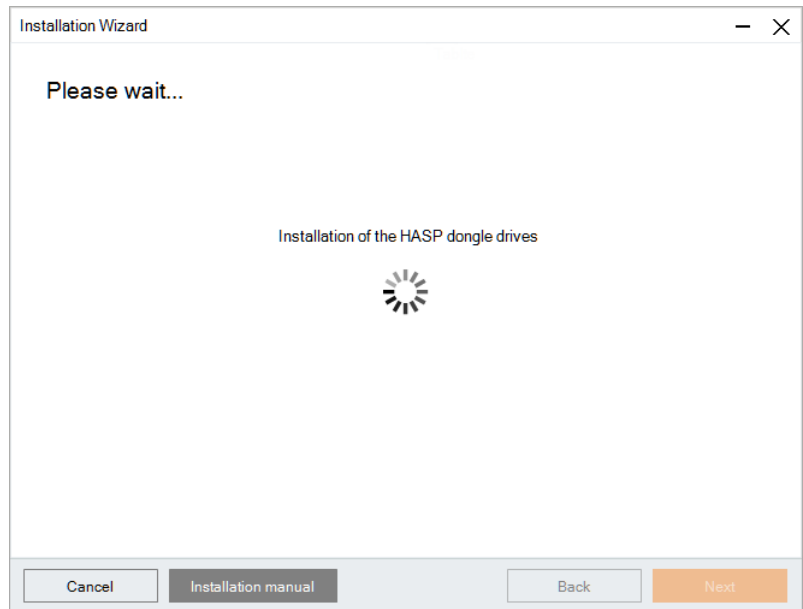 Installation Wizard
Please wait...
Installation of the HASP dongle drives
Cancel
Installation manual
Back
Next